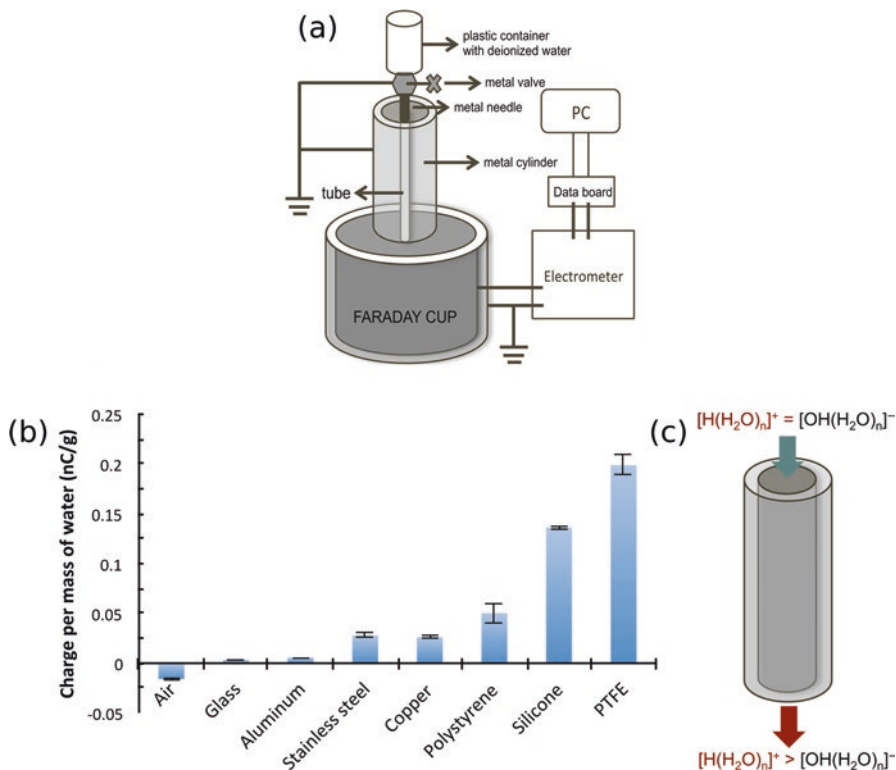 (a)
plastic container
with deionized water
metal valve
metal needle
PC
metal cylinder
tube
Data board
Electrometer
FARADAY CUP
(b)
Charge per mass of water (nC/g)
0.25
0.2
0.15
0.1
0.05
0
-0.05
Air
Glass
Aluminum
Stainless steel
Copper
Polystyrene
Silicone
PTFE
(c)
[H(H₂O)ₙ]⁺ = [OH(H₂O)ₙ]⁻
[H(H₂O)ₙ]⁺ > [OH(H₂O)ₙ]⁻